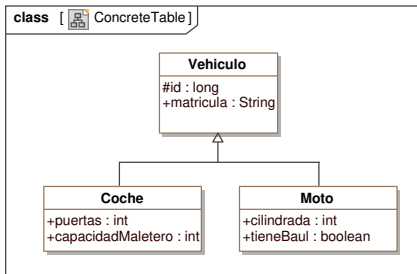 class [ ConcreteTable ]
Vehiculo
#id : long
+matricula : String
Coche
+puertas : int
+capacidadMaletero : int
Moto
+cilindrada : int
+tieneBaul : boolean